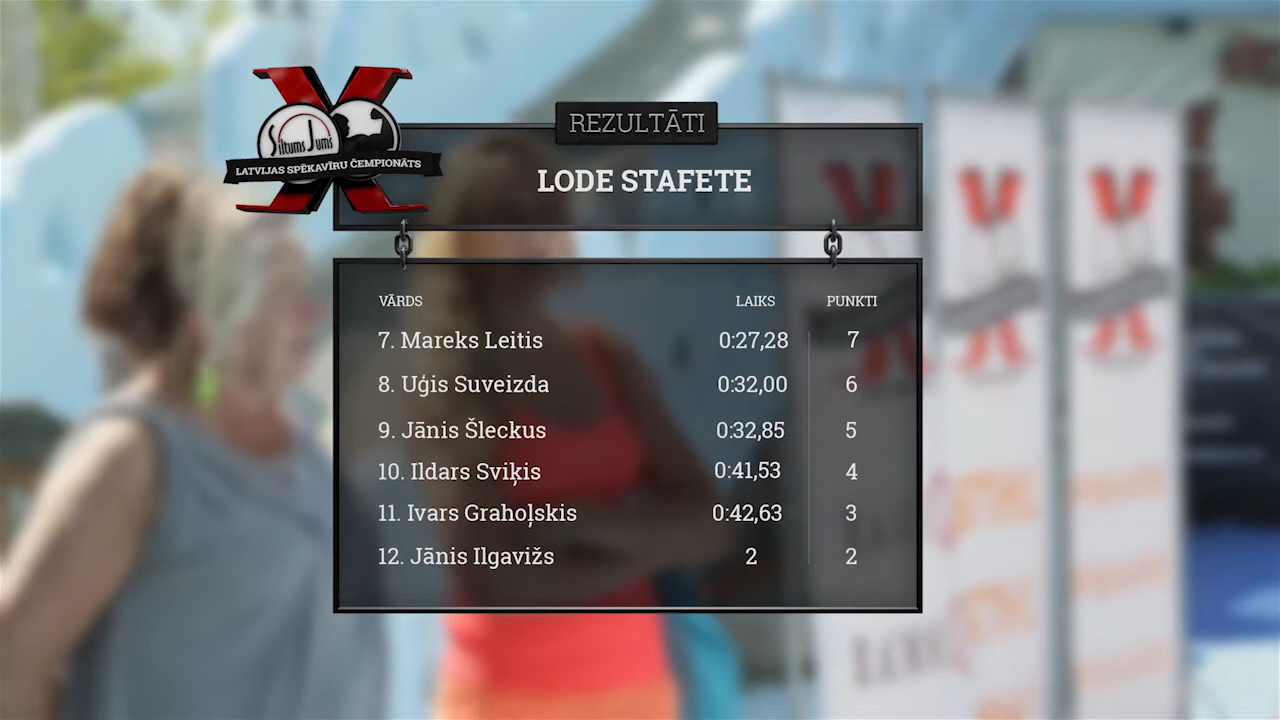 REZULTĀTI
Siltums Jums
LATVIJAS SPĒKAVĪRU ČEMPIONĀTS
LODE STAFETE
VĀRDS LAIKS PUNKTI
7. Mareks Leitis 0:27,28 7
8. Uģis Suveizda 0:32,00 6
9. Jānis Šleckus 0:32,85 5
10. Ildars Sviķis 0:41,53 4
11. Ivars Grahoļskis 0:42,63 3
12. Jānis Ilgavižs 2 2